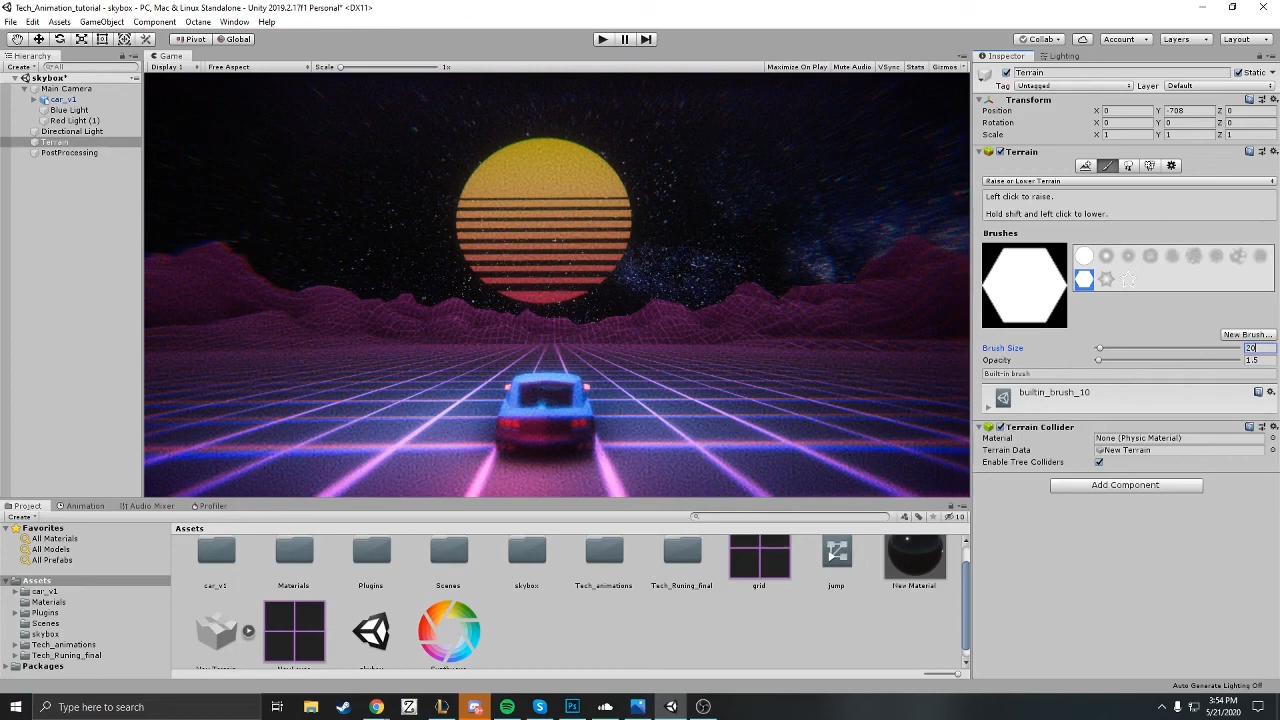 Tech_Animation_tutorial - skybox - PC, Mac & Linux Standalone - Unity 2019.2.17f1 Personal* <DX11>
File Edit Assets GameObject Component Octane Window Help
Pivot Global Collab Account Layers Layout
Hierarchy
Create All
skybox*
Main Camera
car_v1
Blue Light
Red Light (1)
Directional Light
Terrain
PostProcessing
Game
Display 1 Free Aspect Scale 1x Maximize On Play Mute Audio VSync Stats Gizmos
Inspector Lighting
Terrain Static
Tag Untagged Layer Default
Transform
Position X 0 Y -708 Z 0
Rotation X 0 Y 0 Z 0
Scale X 1 Y 1 Z 1
Terrain
Raise or Lower Terrain
Left click to raise.
Hold shift and left click to lower.
Brushes
New Brush...
Brush Size 20
Opacity 1.5
Built-in brush
builtin_brush_10
Terrain Collider
Material None (Physic Material)
Terrain Data New Terrain
Enable Tree Colliders
Add Component
Project Animation Audio Mixer Profiler
Create 10
Favorites
All Materials
All Models
All Prefabs
Assets
car_v1
Materials
Plugins
Scenes
skybox
Tech_animations
Tech_Runing_final
Packages
Assets
car_v1 Materials Plugins Scenes skybox Tech_animations Tech_Runing_final grid jump New Material
Auto Generate Lighting Off
Type here to search
3:54 PM
5/21/2020